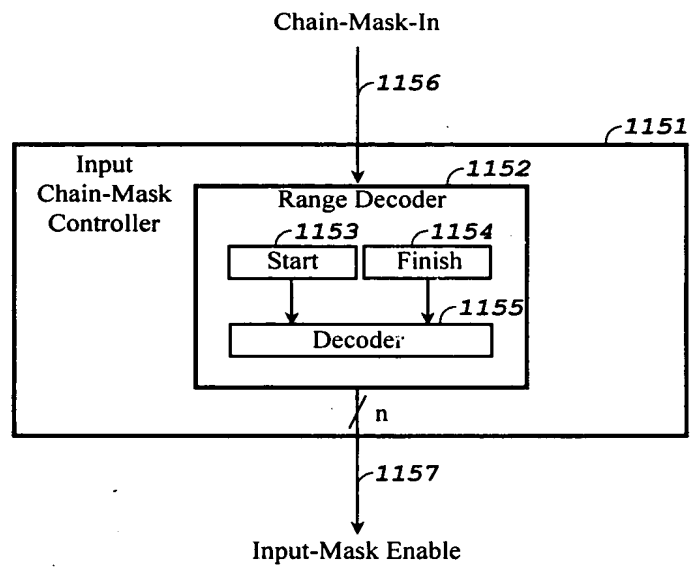 Chain-Mask-In
1156
1151
Input
Chain-Mask
Controller
1152
Range Decoder
1153
1154
Start
Finish
1155
Decoder
n
1157
Input-Mask Enable